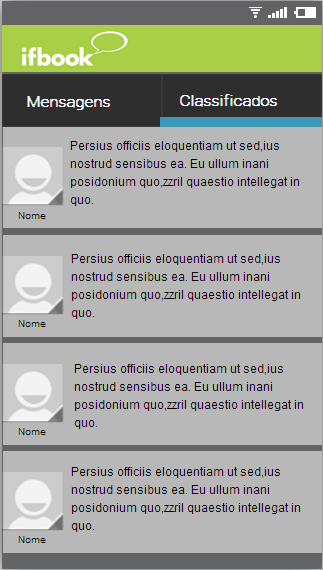 ifbook
Mensagens
Classificados
Persius officiis eloquentiam ut sed,ius
nostrud sensibus ea. Eu ullum inani
posidonium quo,zzril quaestio intellegat in
quo.
Nome
Persius officiis eloquentiam ut sed,ius
nostrud sensibus ea. Eu ullum inani
posidonium quo,zzril quaestio intellegat in
quo.
Nome
Persius officiis eloquentiam ut sed,ius
nostrud sensibus ea. Eu ullum inani
posidonium quo,zzril quaestio intellegat in
quo.
Nome
Persius officiis eloquentiam ut sed,ius
nostrud sensibus ea. Eu ullum inani
posidonium quo,zzril quaestio intellegat in
quo.
Nome